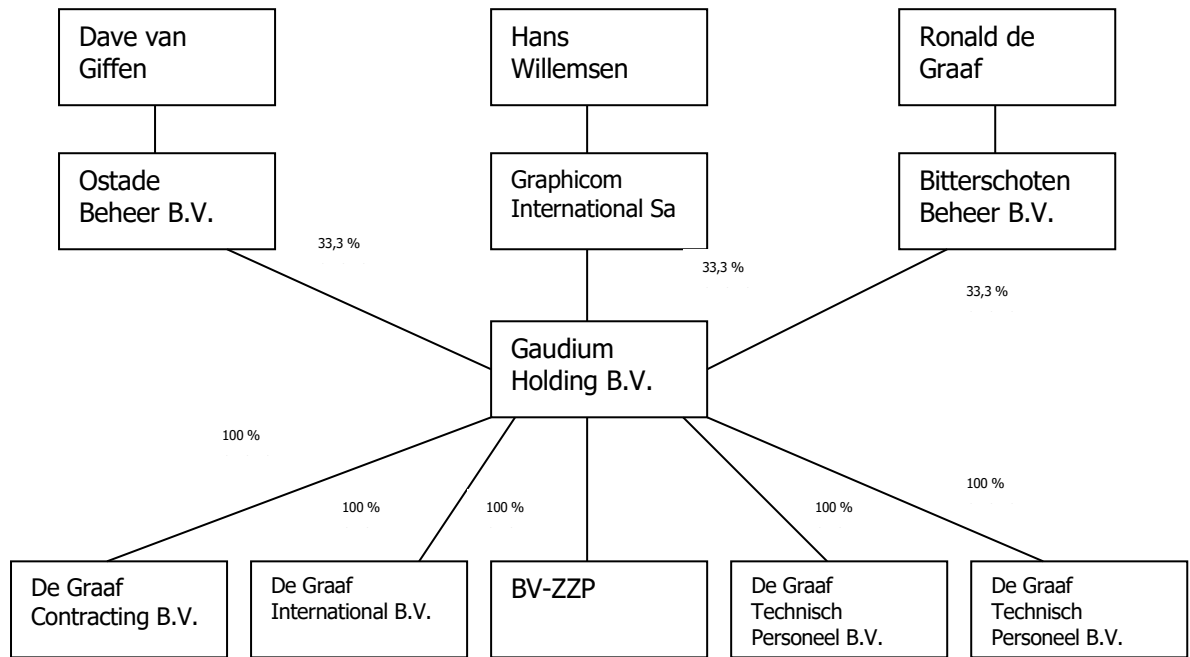 Dave van
Giffen
Hans
Willemsen
Ronald de
Graaf
Ostade
Beheer B.V.
Graphicom
International Sa
Bitterschoten
Beheer B.V.
33,3 %
33,3 %
33,3 %
Gaudium
Holding B.V.
100 %
100 %
100 %
100 %
100 %
De Graaf
Contracting B.V.
De Graaf
International B.V.
BV-ZZP
De Graaf
Technisch
Personeel B.V.
De Graaf
Technisch
Personeel B.V.